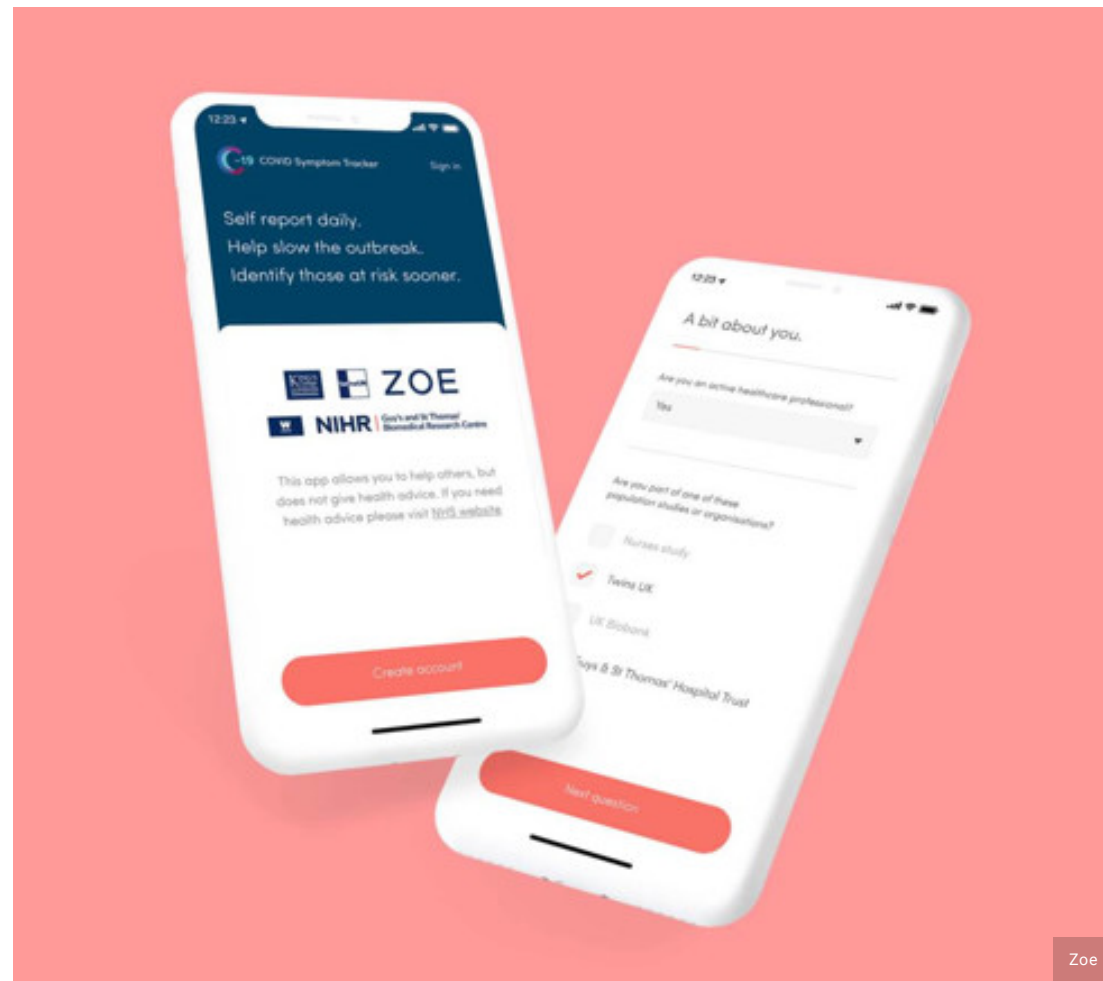 12:23
C-19 COVID Symptom Tracker
Sign in
Self report daily.
Help slow the outbreak.
Identify those at risk sooner.
ZOE
NIHR
Guy's and St Thomas'
Biomedical Research Centre
This app allows you to help others, but
does not give health advice. If you need
health advice please visit NHS website
Create account
12:23
A bit about you.
Are you an active healthcare professional?
Yes
Are you part of one of these
population studies or organisations?
Nurses study
Twins UK
UK Biobank
Guys & St Thomas' Hospital Trust
Next question
Zoe